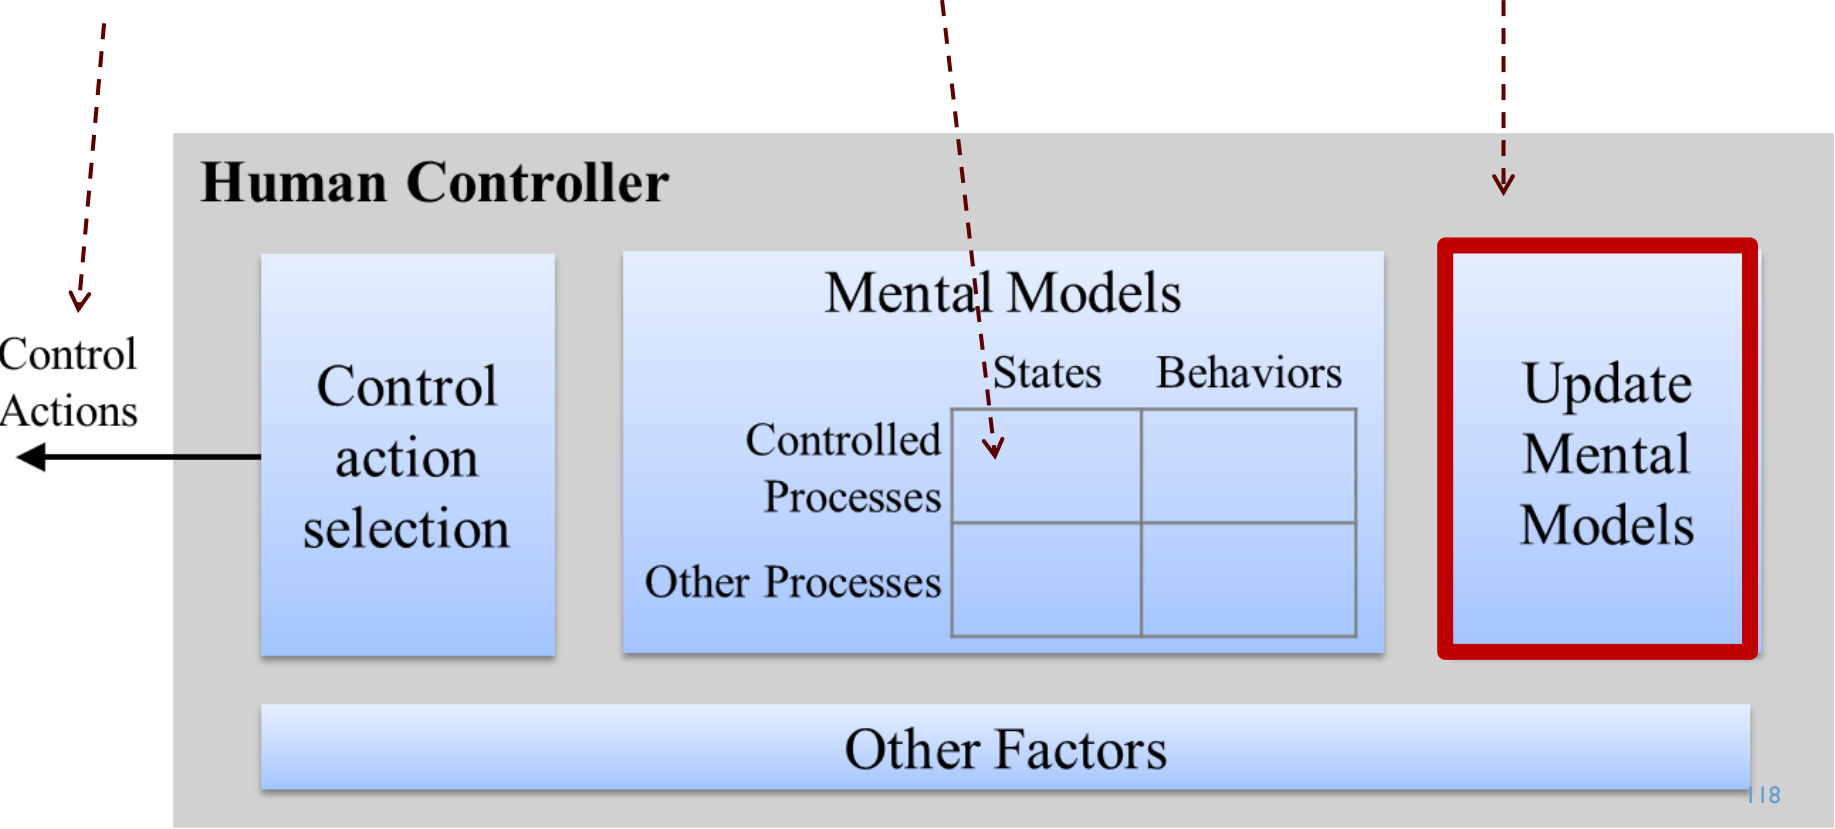 Human Controller
Control
Actions
Control
action
selection
Mental Models
States Behaviors
Controlled
Processes
Other Processes
Update
Mental
Models
Other Factors
118